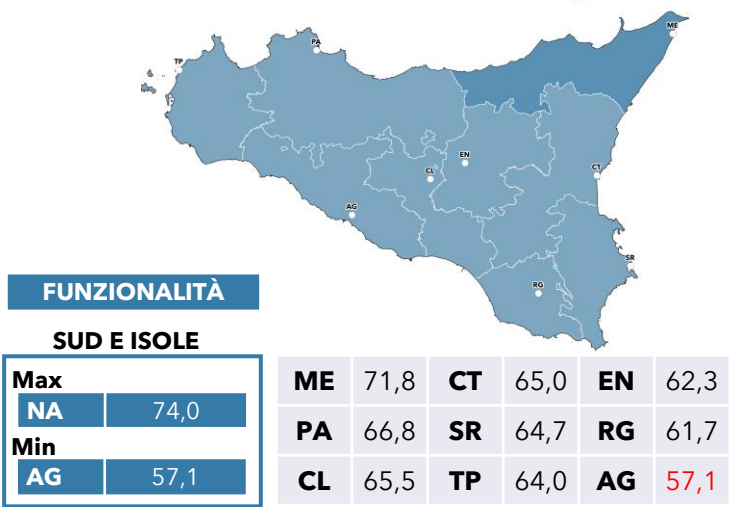 ME
PA
TP
EN
CL
CT
AG
SR
RG
FUNZIONALITÀ
SUD E ISOLE
Max
NA 74,0
Min
AG 57,1
ME 71,8 CT 65,0 EN 62,3
PA 66,8 SR 64,7 RG 61,7
CL 65,5 TP 64,0 AG 57,1